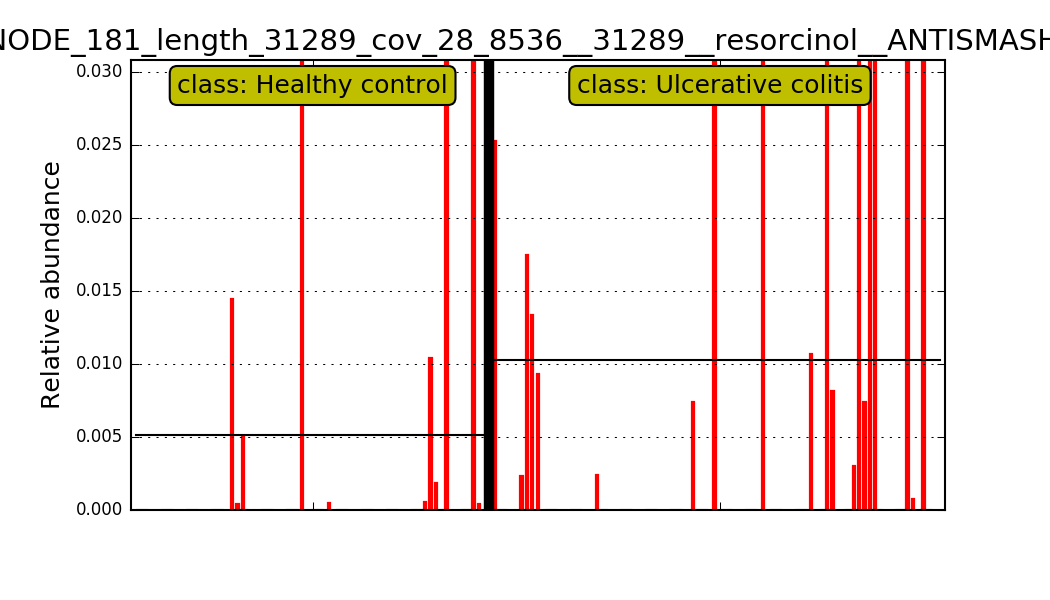 NODE_181_length_31289_cov_28_8536__31289__resorcinol__ANTISMASH
class: Healthy control
class: Ulcerative colitis
Relative abundance
0.030
0.025
0.020
0.015
0.010
0.005
0.000